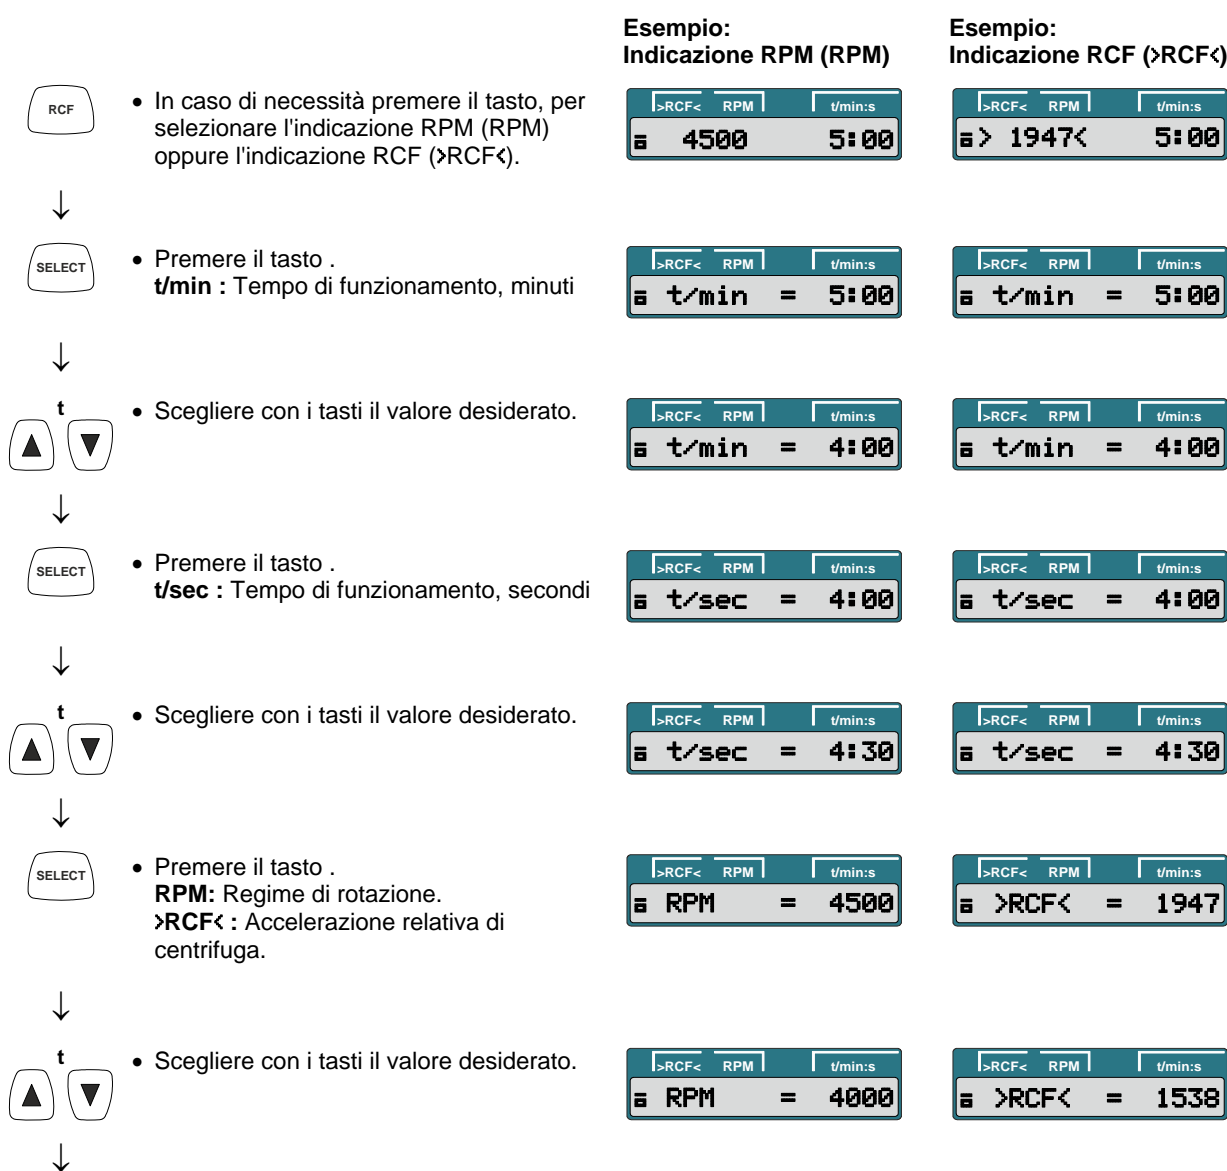 Esempio:
Indicazione RPM (RPM)
Esempio:
Indicazione RCF (>RCF<)
RCF
• In caso di necessità premere il tasto, per
selezionare l'indicazione RPM (RPM)
oppure l'indicazione RCF (>RCF<).
>RCF< RPM t/min:s
4500 5:00
>RCF< RPM t/min:s
> 1947< 5:00
↓
SELECT
• Premere il tasto .
t/min : Tempo di funzionamento, minuti
>RCF< RPM t/min:s
t/min = 5:00
>RCF< RPM t/min:s
t/min = 5:00
↓
t
▲ ▼
• Scegliere con i tasti il valore desiderato.
>RCF< RPM t/min:s
t/min = 4:00
>RCF< RPM t/min:s
t/min = 4:00
↓
SELECT
• Premere il tasto .
t/sec : Tempo di funzionamento, secondi
>RCF< RPM t/min:s
t/sec = 4:00
>RCF< RPM t/min:s
t/sec = 4:00
↓
t
▲ ▼
• Scegliere con i tasti il valore desiderato.
>RCF< RPM t/min:s
t/sec = 4:30
>RCF< RPM t/min:s
t/sec = 4:30
↓
SELECT
• Premere il tasto .
RPM: Regime di rotazione.
>RCF< : Accelerazione relativa di
centrifuga.
>RCF< RPM t/min:s
RPM = 4500
>RCF< RPM t/min:s
>RCF< = 1947
↓
t
▲ ▼
• Scegliere con i tasti il valore desiderato.
>RCF< RPM t/min:s
RPM = 4000
>RCF< RPM t/min:s
>RCF< = 1538
↓